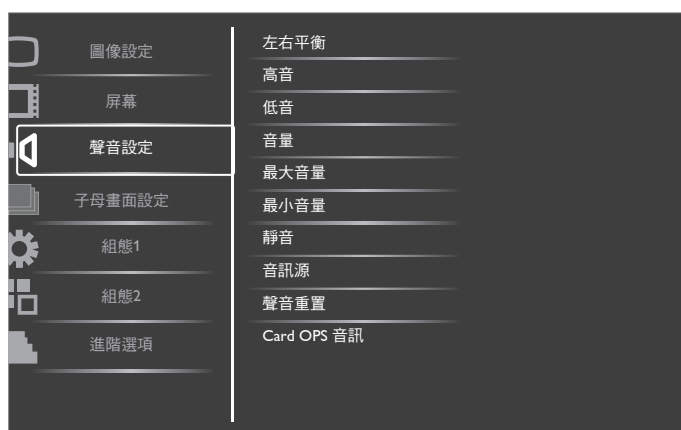 圖像設定
屏幕
聲音設定
子母畫面設定
組態1
組態2
進階選項
左右平衡
高音
低音
音量
最大音量
最小音量
靜音
音訊源
聲音重置
Card OPS 音訊